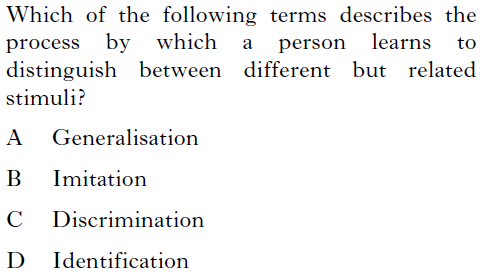 Which of the following terms describes the
process by which a person learns to
distinguish between different but related
stimuli?
A Generalisation
B Imitation
C Discrimination
D Identification